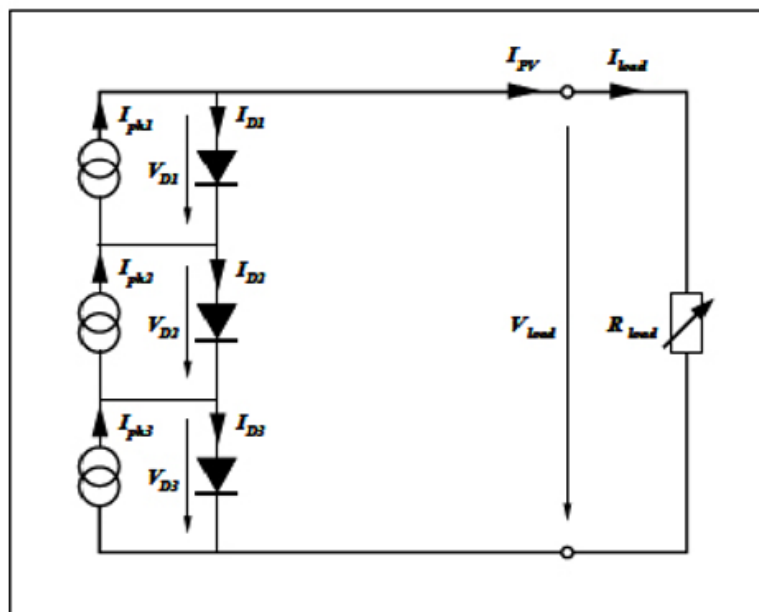 I_PV I_load
I_ph1 I_D1
V_D1
I_ph2 I_D2
V_D2 V_load R_load
I_ph3 I_D3
V_D3